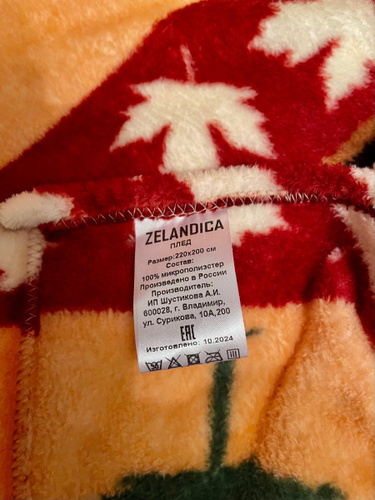 ZELANDICA
ПЛЕД
Размер: 220х200 см
Состав:
100% микрополиэстер
Произведено в России
Производитель:
ИП Шустикова А.И.
600028, г. Владимир,
ул. Сурикова, 10А,200
EAC
Изготовлено: 10.2024